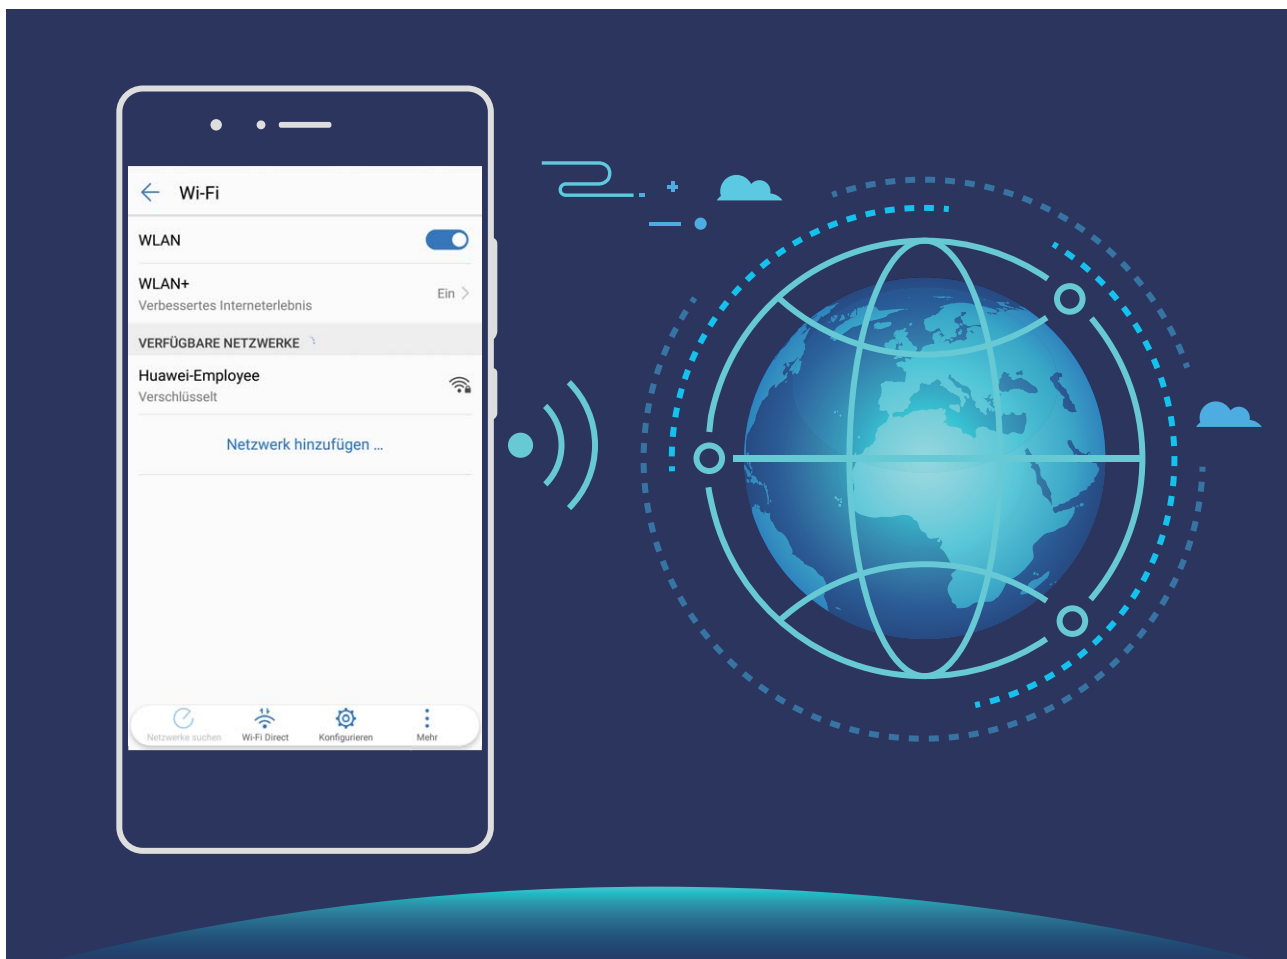 Wi-Fi
WLAN
WLAN+
Verbessertes Interneterlebnis
Ein
VERFÜGBARE NETZWERKE
Huawei-Employee
Verschlüsselt
Netzwerk hinzufügen ...
Netzwerke suchen
Wi-Fi Direct
Konfigurieren
Mehr